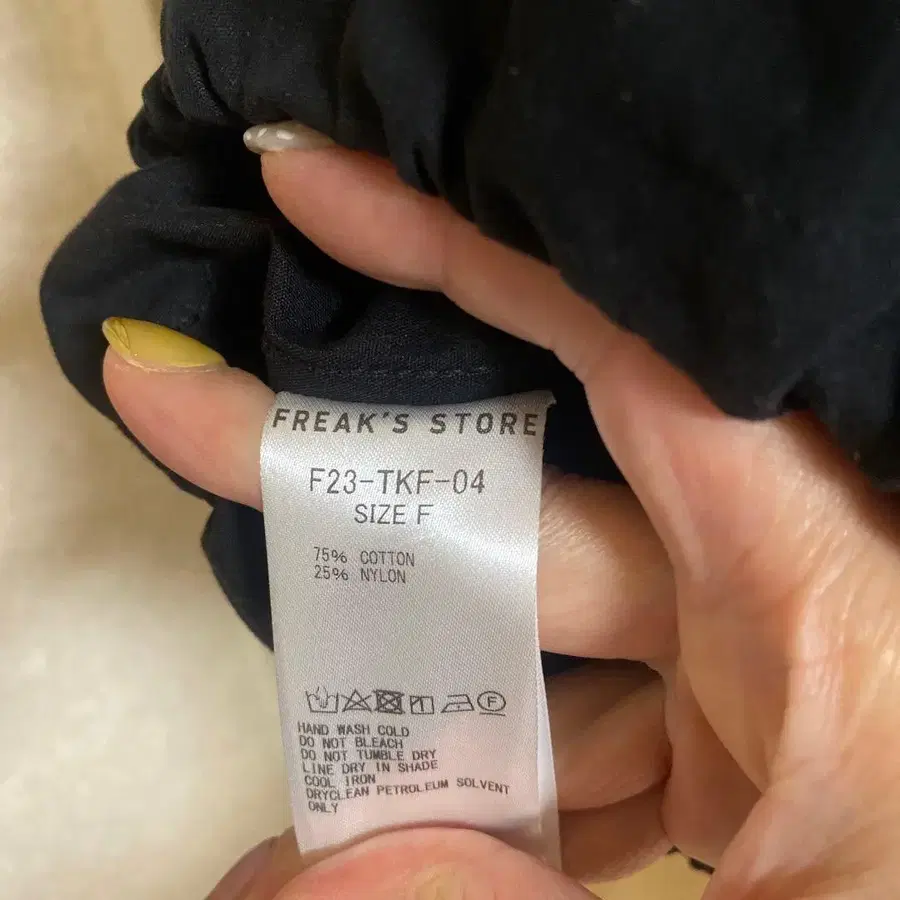 FREAK'S STORE
F23-TKF-04
SIZE F
75% COTTON
25% NYLON
F
HAND WASH COLD
DO NOT BLEACH
DO NOT TUMBLE DRY
LINE DRY IN SHADE
COOL IRON
DRYCLEAN PETROLEUM SOLVENT
ONLY